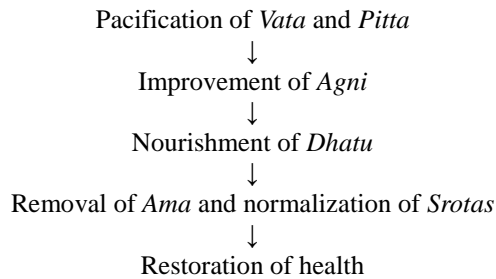 Pacification of Vata and Pitta
↓
Improvement of Agni
↓
Nourishment of Dhatu
↓
Removal of Ama and normalization of Srotas
↓
Restoration of health